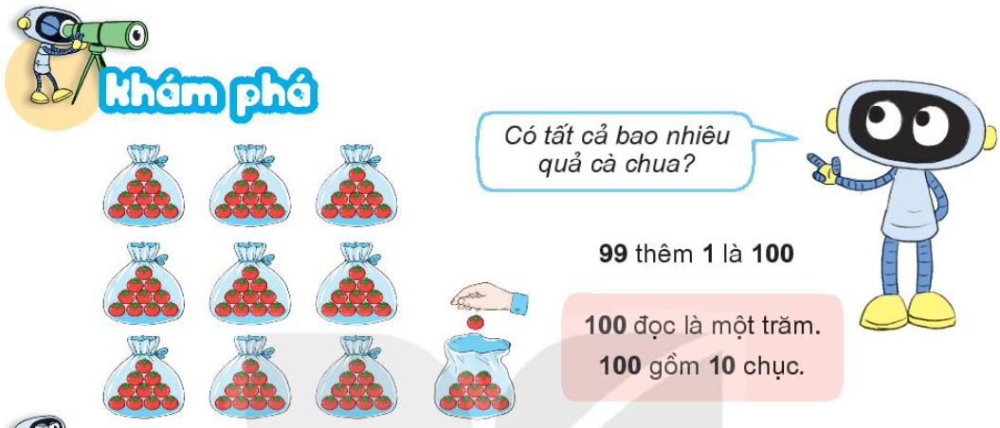 Khám phá
Có tất cả bao nhiêu
quả cà chua?
99 thêm 1 là 100
100 đọc là một trăm.
100 gồm 10 chục.